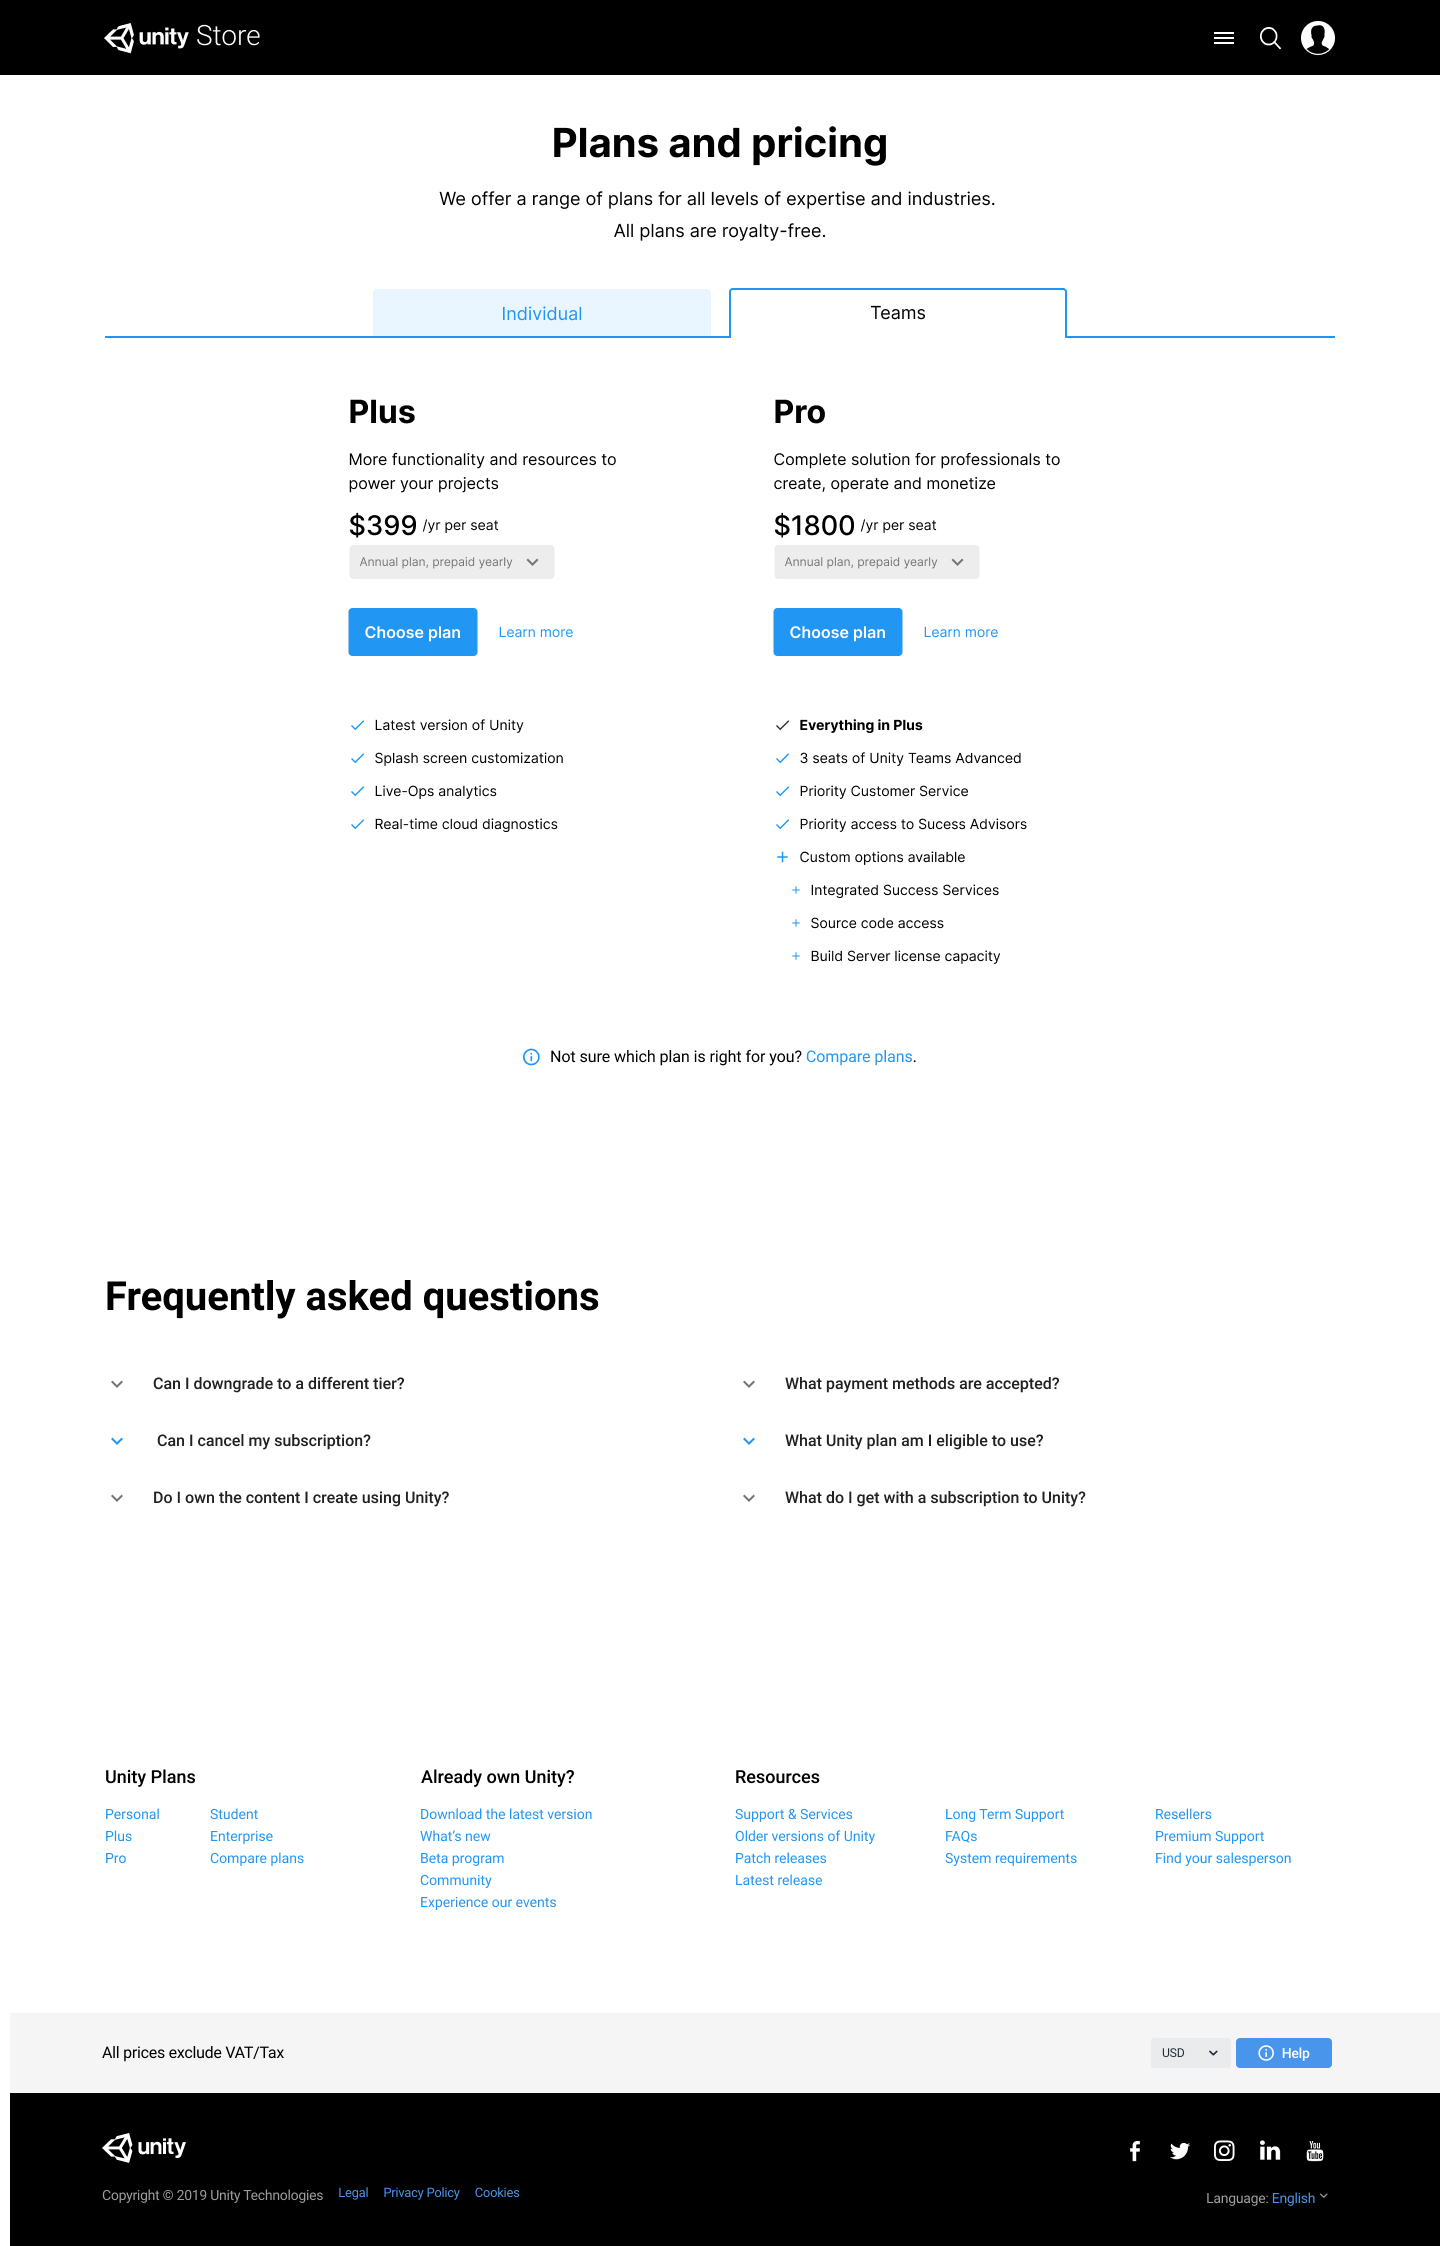 unity Store
Plans and pricing
We offer a range of plans for all levels of expertise and industries.
All plans are royalty-free.
Individual
Teams
Plus
More functionality and resources to
power your projects
$399 /yr per seat
Annual plan, prepaid yearly
Choose plan
Learn more
Latest version of Unity
Splash screen customization
Live-Ops analytics
Real-time cloud diagnostics
Pro
Complete solution for professionals to
create, operate and monetize
$1800 /yr per seat
Annual plan, prepaid yearly
Choose plan
Learn more
Everything in Plus
3 seats of Unity Teams Advanced
Priority Customer Service
Priority access to Sucess Advisors
Custom options available
Integrated Success Services
Source code access
Build Server license capacity
Not sure which plan is right for you? Compare plans.
Frequently asked questions
Can I downgrade to a different tier?
Can I cancel my subscription?
Do I own the content I create using Unity?
What payment methods are accepted?
What Unity plan am I eligible to use?
What do I get with a subscription to Unity?
Unity Plans
Personal
Plus
Pro
Student
Enterprise
Compare plans
Already own Unity?
Download the latest version
What's new
Beta program
Community
Experience our events
Resources
Support & Services
Older versions of Unity
Patch releases
Latest release
Long Term Support
FAQs
System requirements
Resellers
Premium Support
Find your salesperson
All prices exclude VAT/Tax
USD
Help
unity
You
Tube
Copyright © 2019 Unity Technologies
Legal
Privacy Policy
Cookies
Language: English